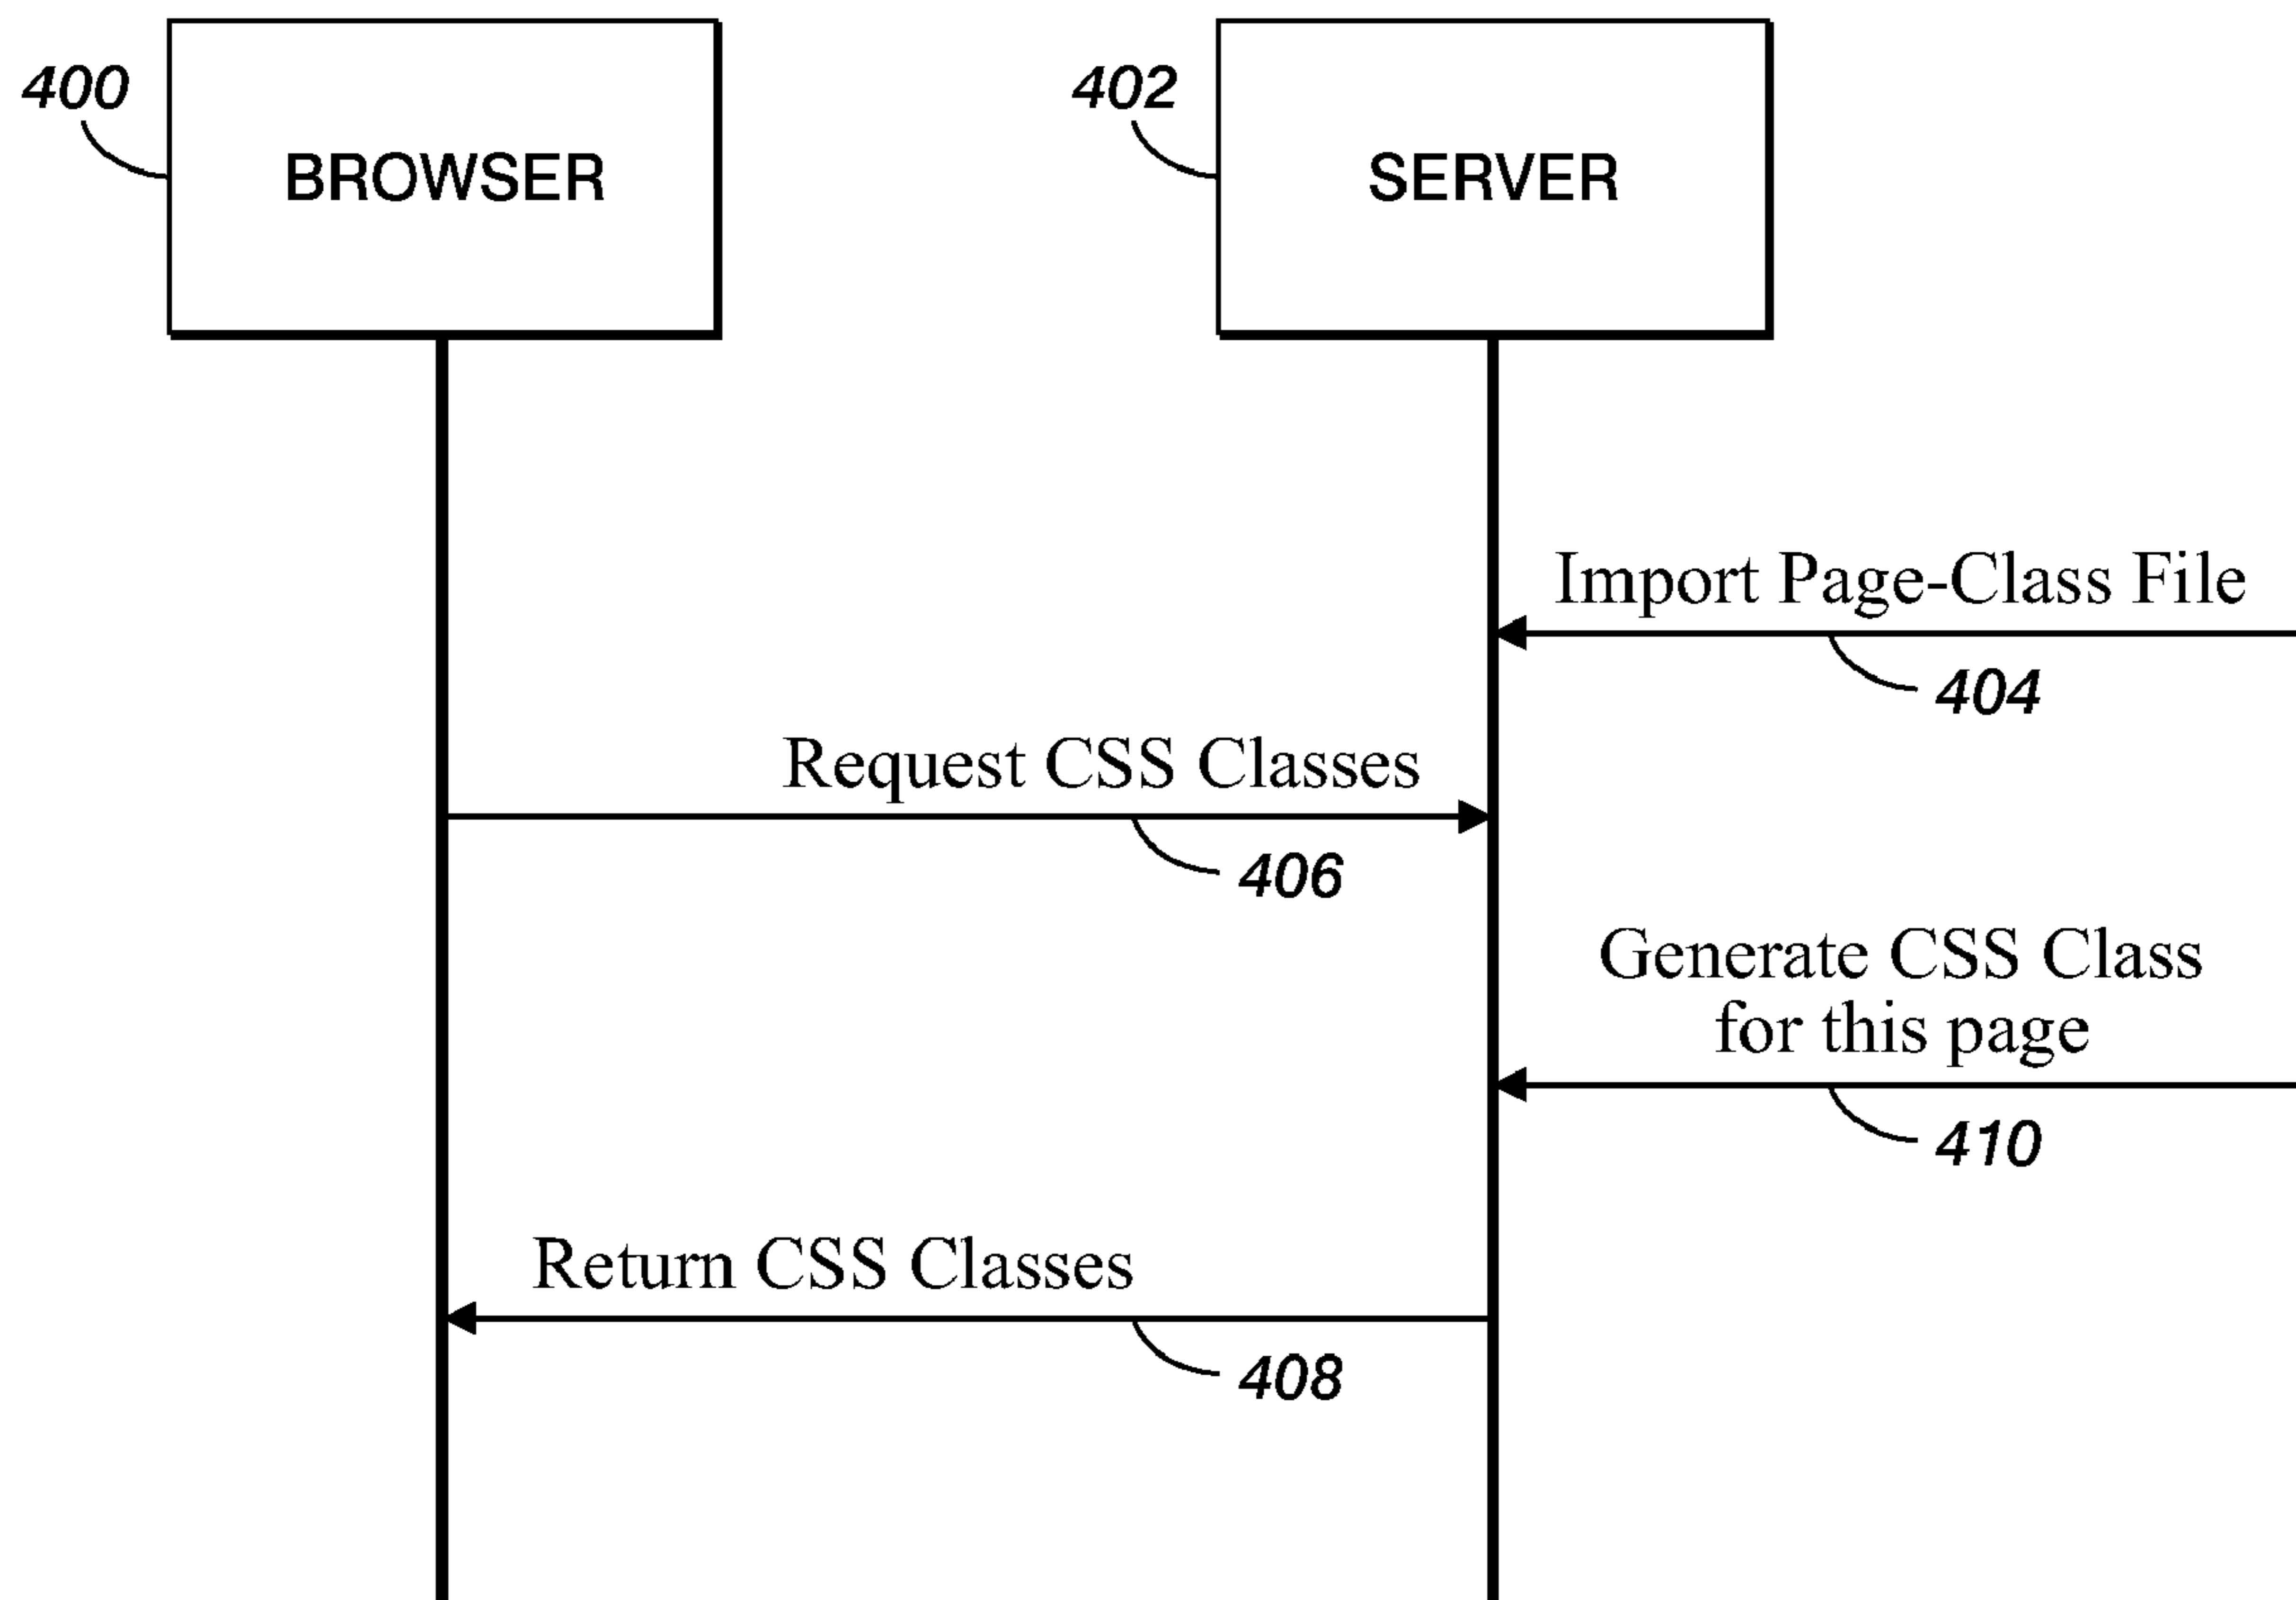 400
BROWSER
402
SERVER
Import Page-Class File
404
Request CSS Classes
406
Generate CSS Class
for this page
410
Return CSS Classes
408